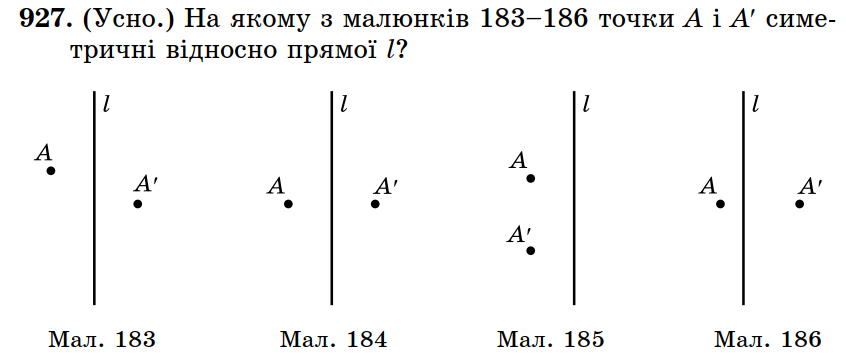 927. (Усно.) На якому з малюнків 183–186 точки A і A′ симе-
тричні відносно прямої l?
l l l l
A A′ A A′ A A′ A A′
Мал. 183 Мал. 184 Мал. 185 Мал. 186